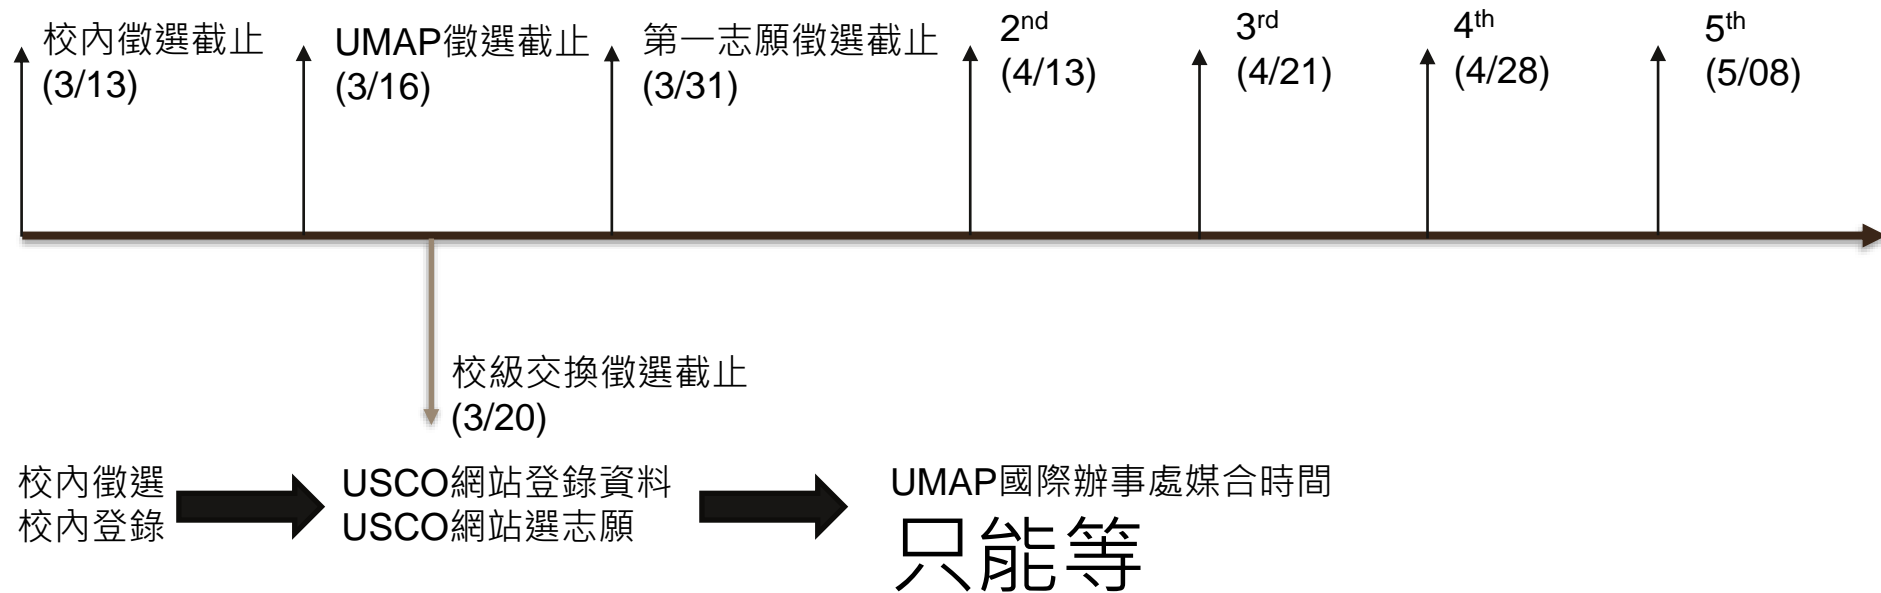 校內徵選截止
(3/13)
UMAP徵選截止
(3/16)
第一志願徵選截止
(3/31)
2nd
(4/13)
3rd
(4/21)
4th
(4/28)
5th
(5/08)
校級交換徵選截止
(3/20)
校內徵選
校內登錄
USCO網站登錄資料
USCO網站選志願
UMAP國際辦事處媒合時間
只能等